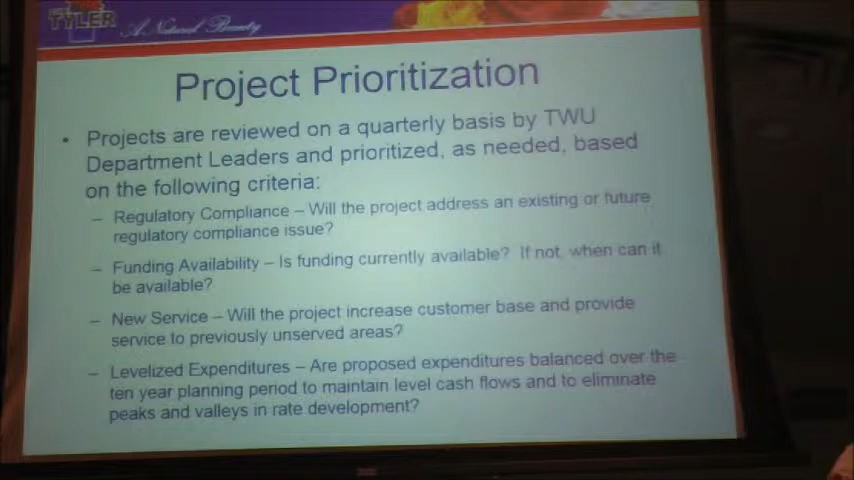 TYLER
A Natural Beauty
Project Prioritization
• Projects are reviewed on a quarterly basis by TWU
Department Leaders and prioritized, as needed, based
on the following criteria:
– Regulatory Compliance – Will the project address an existing or future
regulatory compliance issue?
– Funding Availability – Is funding currently available? If not, when can it
be available?
– New Service – Will the project increase customer base and provide
service to previously unserved areas?
– Levelized Expenditures – Are proposed expenditures balanced over the
ten year planning period to maintain level cash flows and to eliminate
peaks and valleys in rate development?